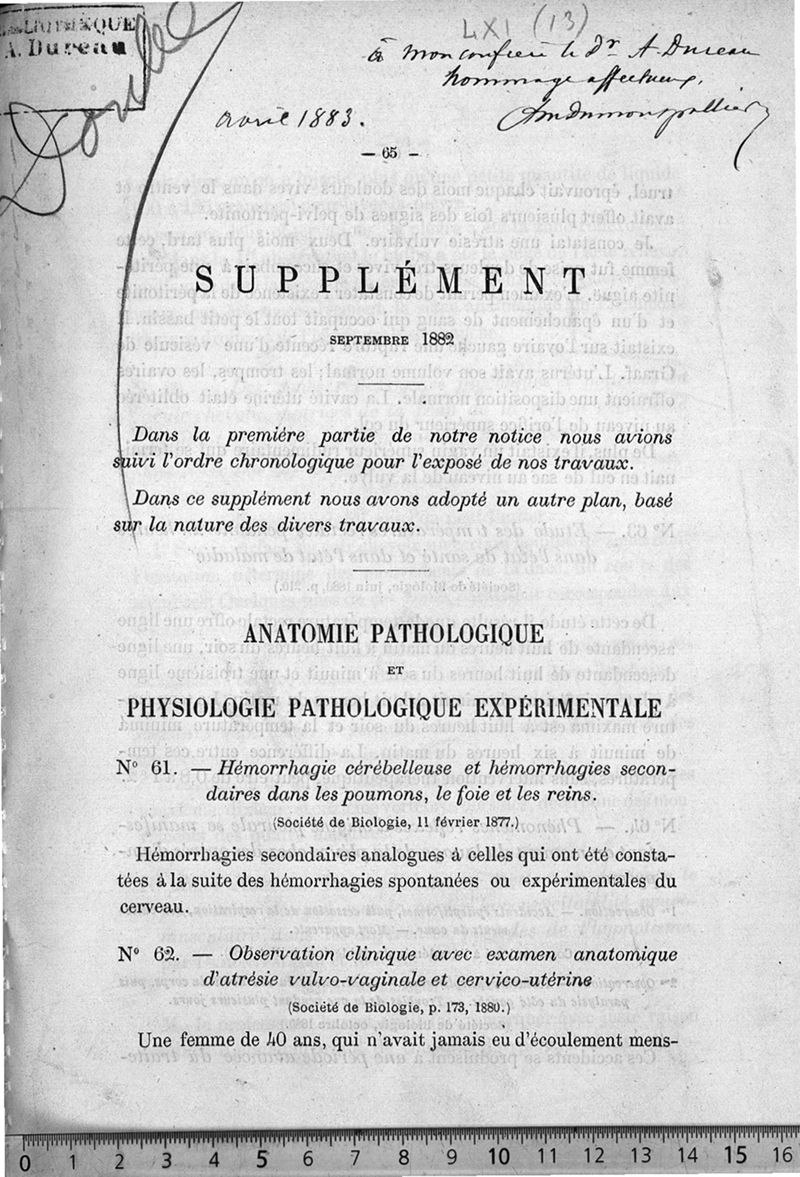 LXI (13)
BIBLIOTHÈQUE
A. Dureau
Double
à mon confrère le Dr A. Dureau
hommage affectueux,
Amdumontpallier
avril 1883.
— 65 —
SUPPLÉMENT
SEPTEMBRE 1882
Dans la premiére partie de notre notice nous avions
suivi l'ordre chronologique pour l'exposé de nos travaux.
Dans ce supplément nous avons adopté un autre plan, basé
sur la nature des divers travaux.
ANATOMIE PATHOLOGIQUE
ET
PHYSIOLOGIE PATHOLOGIQUE EXPÉRIMENTALE
N° 61. — Hémorrhagie cérébelleuse et hémorrhagies secon-
daires dans les poumons, le foie et les reins.
(Société de Biologie, 11 février 1877.)
Hémorrhagies secondaires analogues à celles qui ont été consta-
tées à la suite des hémorrhagies spontanées ou expérimentales du
cerveau.
N° 62. — Observation clinique avec examen anatomique
d'atrésie vulvo-vaginale et cervico-utérine
(Société de Biologie, p. 173, 1880.)
Une femme de 40 ans, qui n'avait jamais eu d'écoulement mens-
0 1 2 3 4 5 6 7 8 9 10 11 12 13 14 15 16